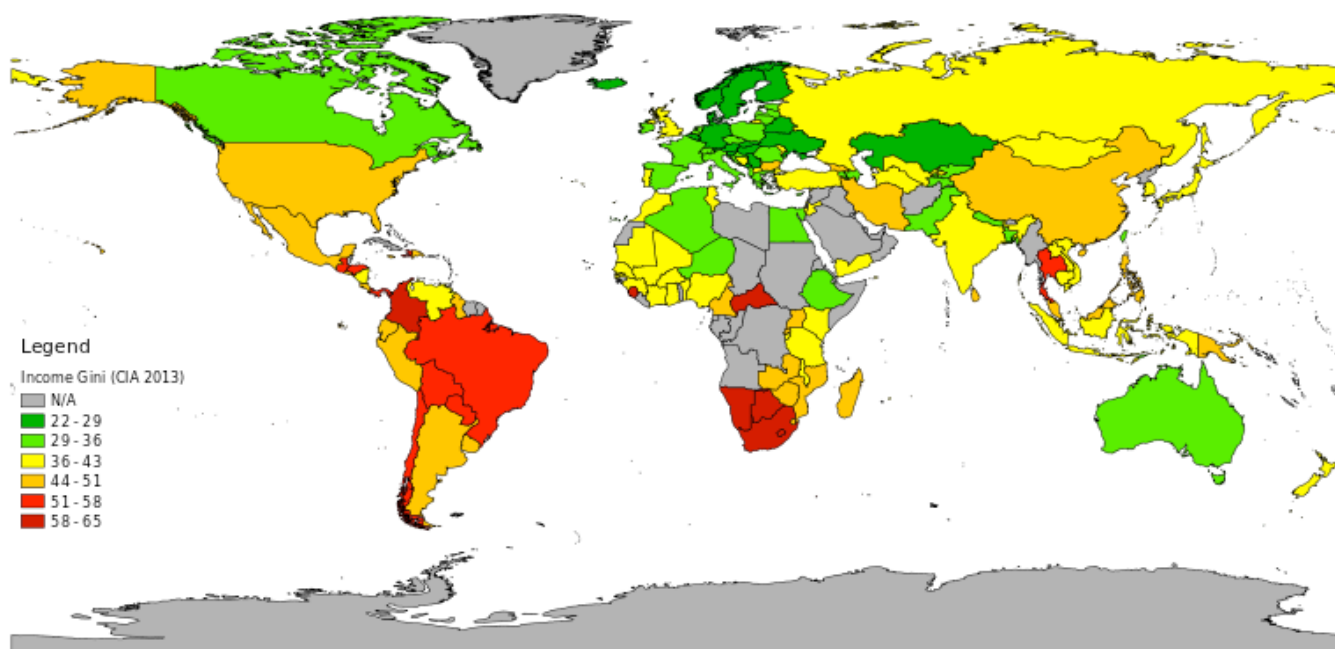 Legend
Income Gini (CIA 2013)
N/A
22 - 29
29 - 36
36 - 43
44 - 51
51 - 58
58 - 65